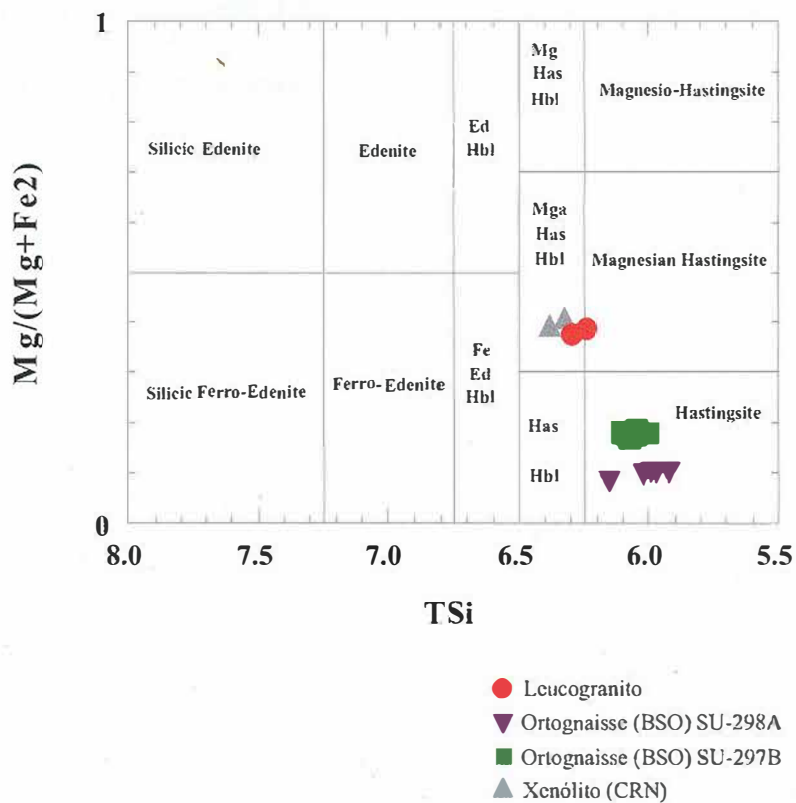 1
Mg/(Mg+Fe2)
0
Silicic Edenite
Edenite
Ed
Hbl
Mg
Has
Hbl
Magnesio-Hastingsite
Mga
Has
Hbl
Magnesian Hastingsite
Silicic Ferro-Edenite
Ferro-Edenite
Fe
Ed
Hbl
Has
Hbl
Hastingsite
8.0 7.5 7.0 6.5 6.0 5.5
TSi
Leucogranito
Ortognaisse (BSO) SU-298A
Ortognaisse (BSO) SU-297B
Xenólito (CRN)